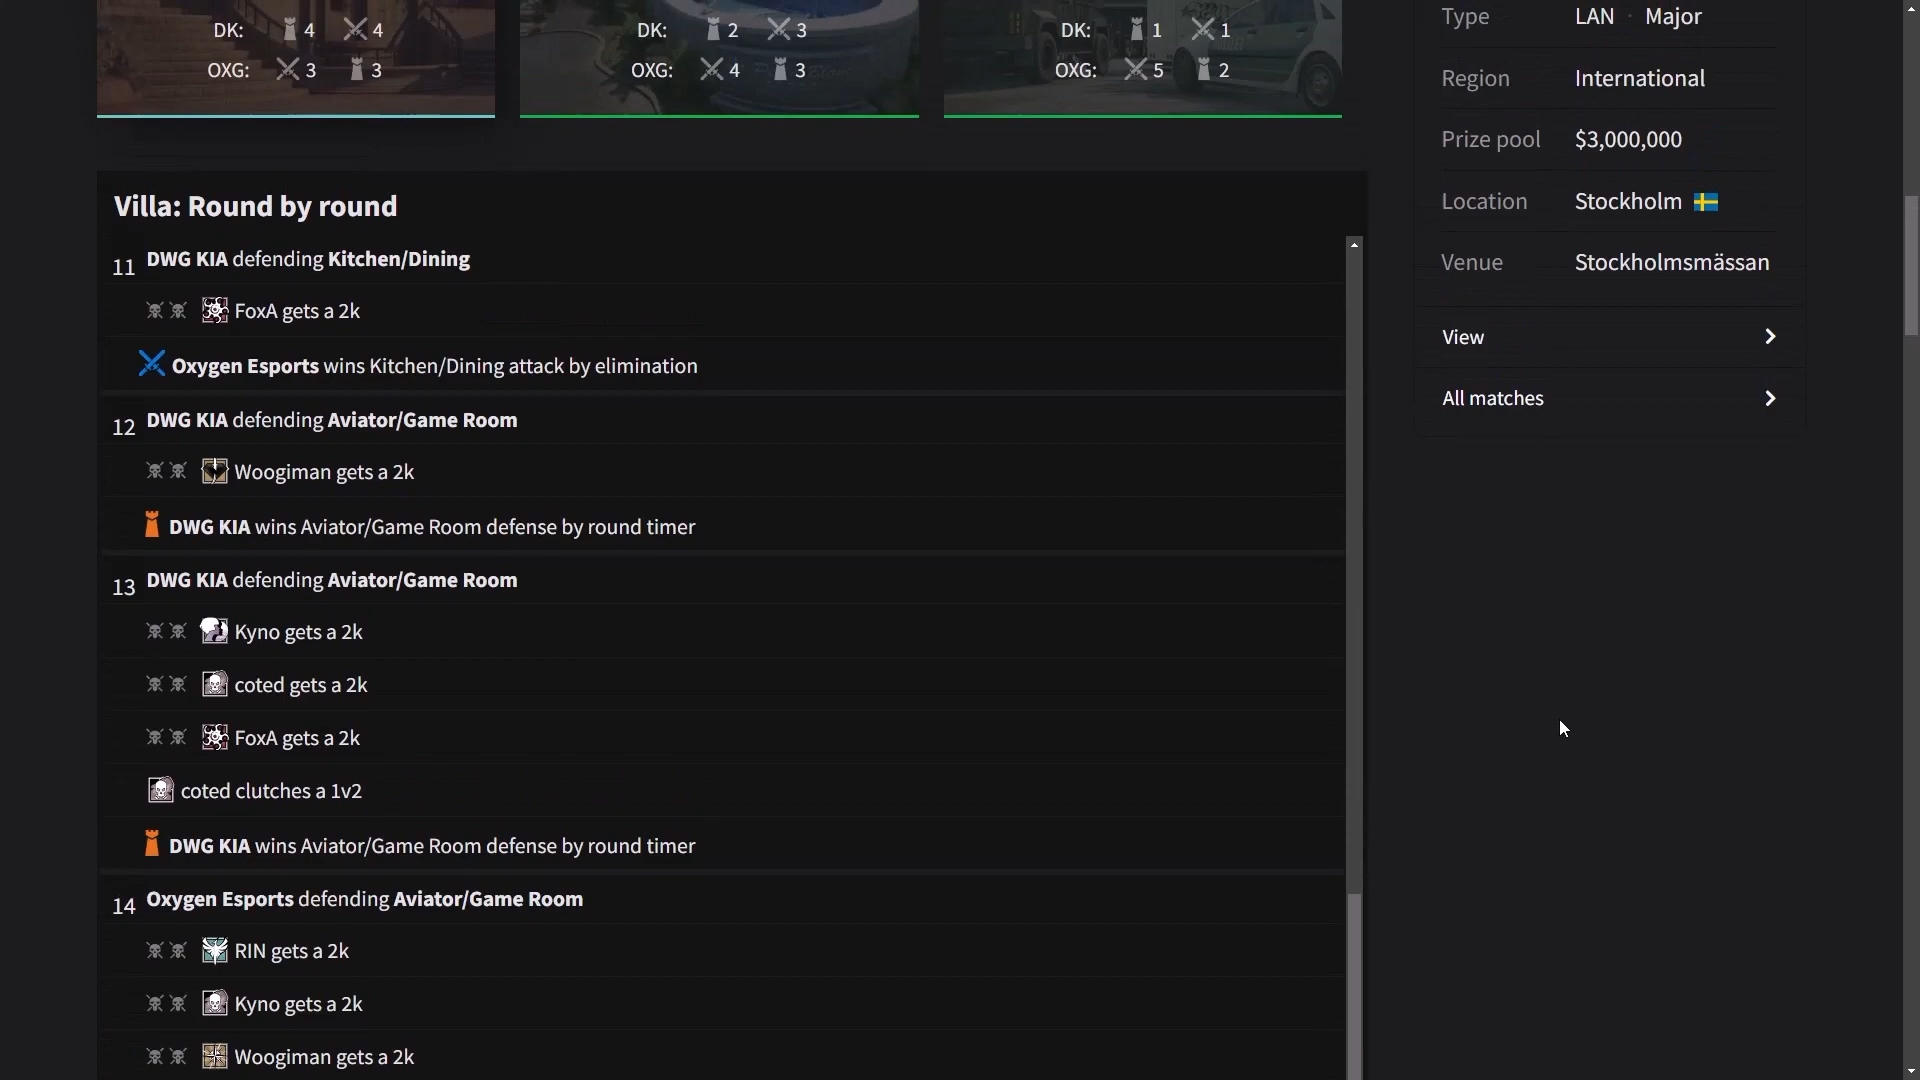 DK: 4 4
OXG: 3 3
DK: 2 3
OXG: 4 3
DK: 1 1
OXG: 5 2
Villa: Round by round
11 DWG KIA defending Kitchen/Dining
FoxA gets a 2k
Oxygen Esports wins Kitchen/Dining attack by elimination
12 DWG KIA defending Aviator/Game Room
Woogiman gets a 2k
DWG KIA wins Aviator/Game Room defense by round timer
13 DWG KIA defending Aviator/Game Room
Kyno gets a 2k
coted gets a 2k
FoxA gets a 2k
coted clutches a 1v2
DWG KIA wins Aviator/Game Room defense by round timer
14 Oxygen Esports defending Aviator/Game Room
RIN gets a 2k
Kyno gets a 2k
Woogiman gets a 2k
Type LAN · Major
Region International
Prize pool $3,000,000
Location Stockholm
Venue Stockholmsmässan
View
All matches